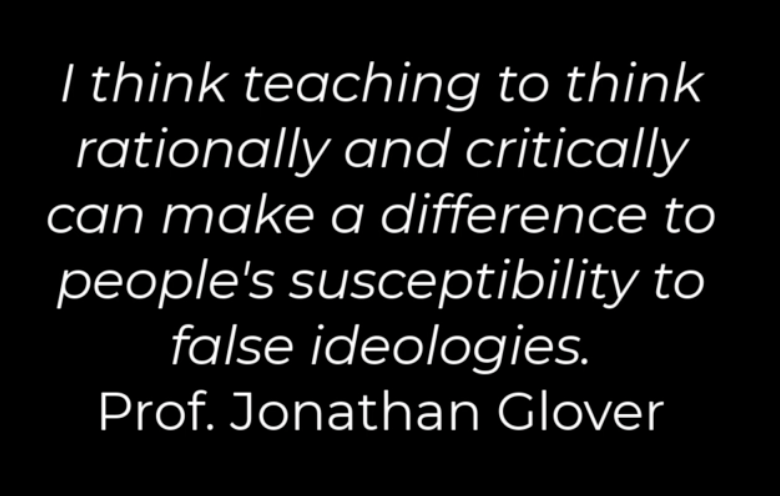 I think teaching to think
rationally and critically
can make a difference to
people's susceptibility to
false ideologies.
Prof. Jonathan Glover